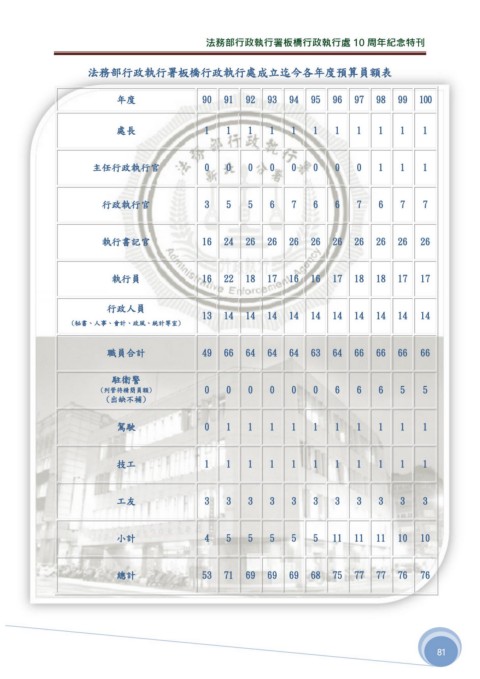 法務部行政執行署板橋行政執行處 10 周年紀念特刊
法務部行政執行署板橋行政執行處成立迄今各年度預算員額表
年度 90 91 92 93 94 95 96 97 98 99 100
處長 1 1 1 1 1 1 1 1 1 1 1
主任行政執行官 0 0 0 0 0 0 0 0 1 1 1
行政執行官 3 5 5 6 7 6 6 7 6 7 7
執行書記官 16 24 26 26 26 26 26 26 26 26 26
執行員 16 22 18 17 16 16 17 18 18 17 17
行政人員
(秘書、人事、會計、政風、統計等室) 13 14 14 14 14 14 14 14 14 14 14
職員合計 49 66 64 64 64 63 64 66 66 66 66
駐衛警
(列管待精簡員額)
(出缺不補) 0 0 0 0 0 0 6 6 6 5 5
駕駛 0 1 1 1 1 1 1 1 1 1 1
技工 1 1 1 1 1 1 1 1 1 1 1
工友 3 3 3 3 3 3 3 3 3 3 3
小計 4 5 5 5 5 5 11 11 11 10 10
總計 53 71 69 69 69 68 75 77 77 76 76
法務部行政執行署
Administrative Enforcement Agency
81